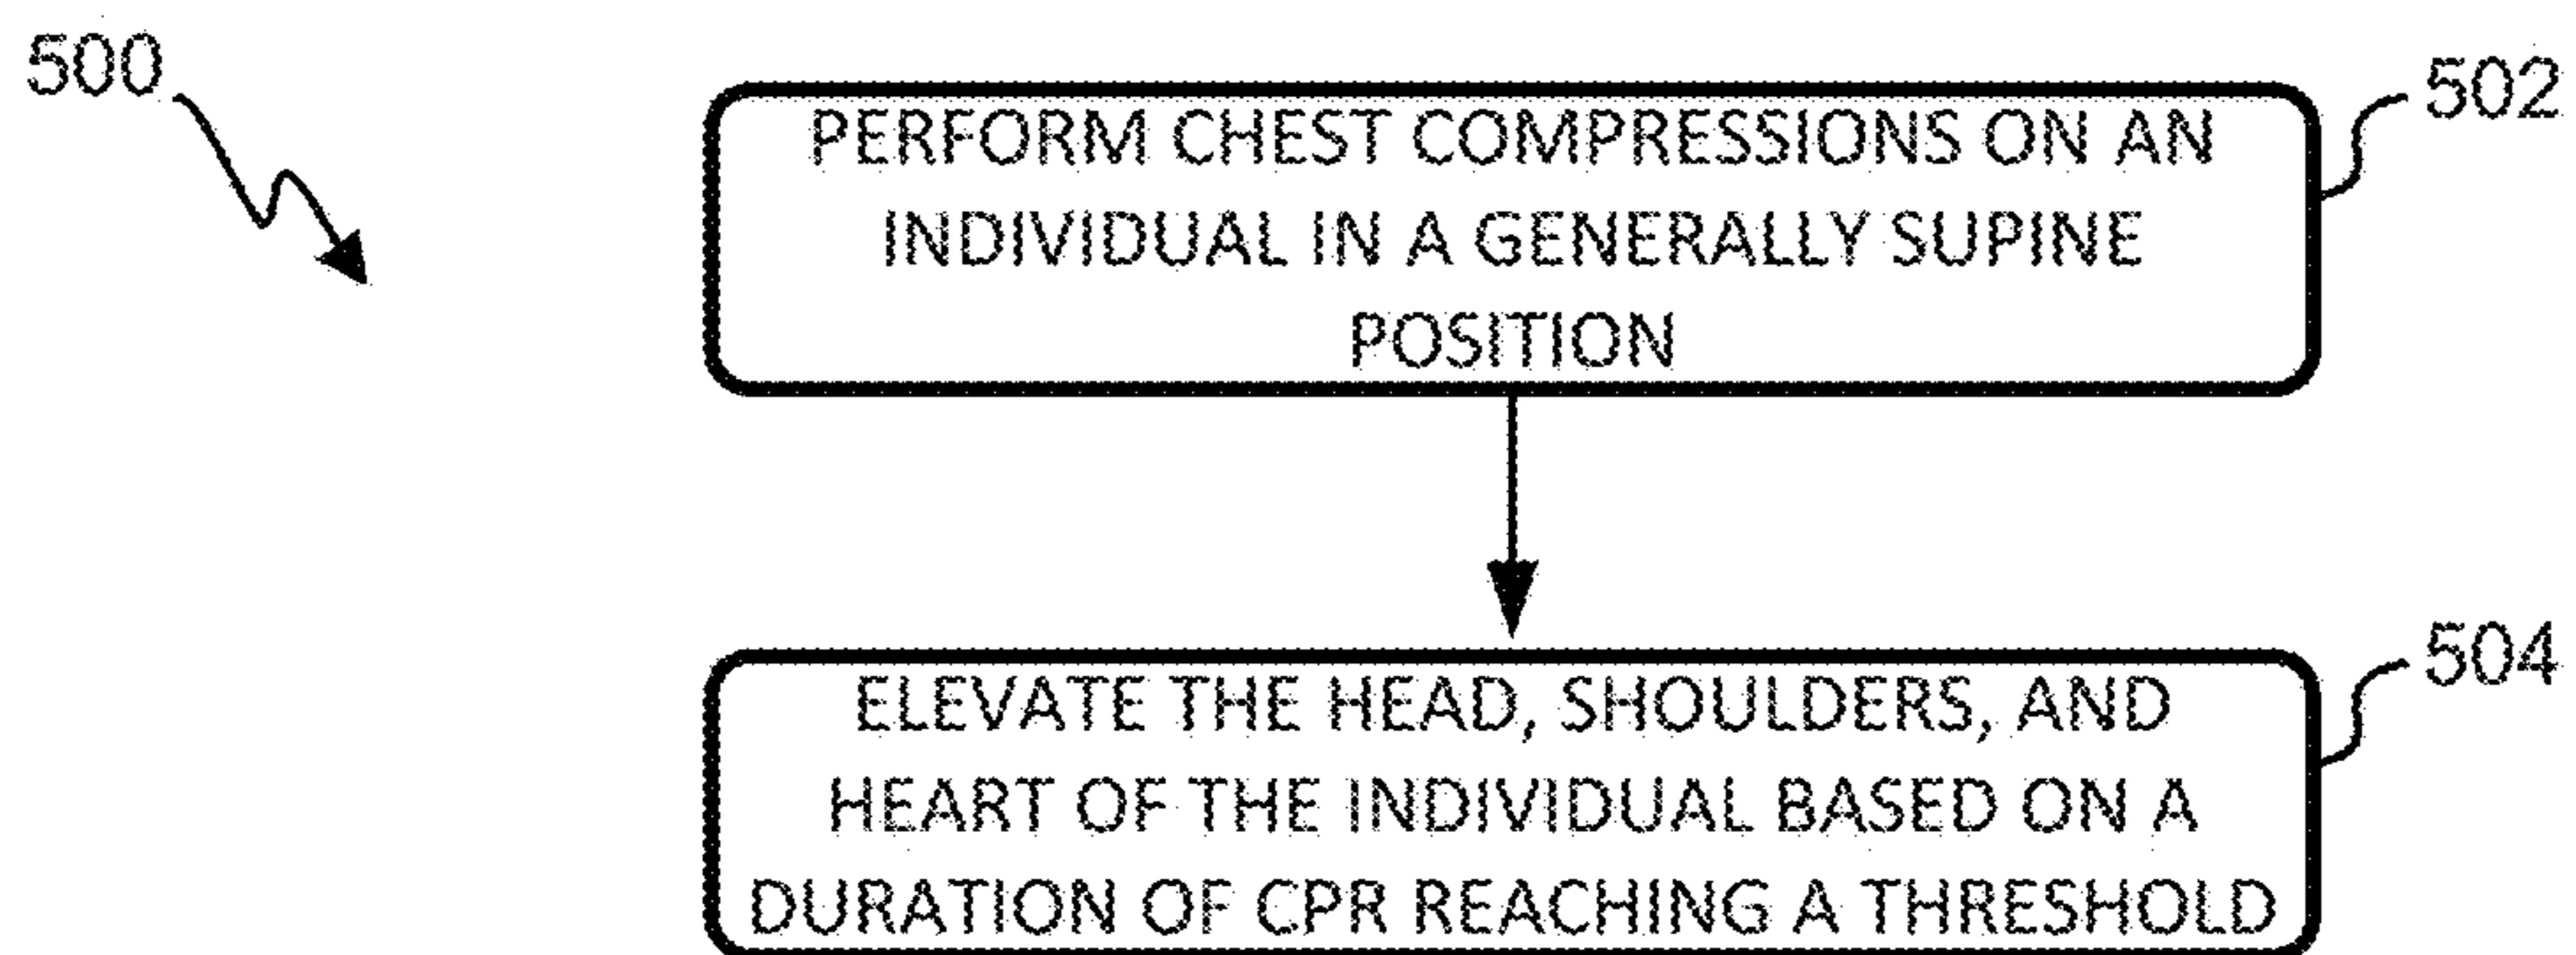 500
502
PERFORM CHEST COMPRESSIONS ON AN
INDIVIDUAL IN A GENERALLY SUPINE
POSITION
504
ELEVATE THE HEAD, SHOULDERS, AND
HEART OF THE INDIVIDUAL BASED ON A
DURATION OF CPR REACHING A THRESHOLD